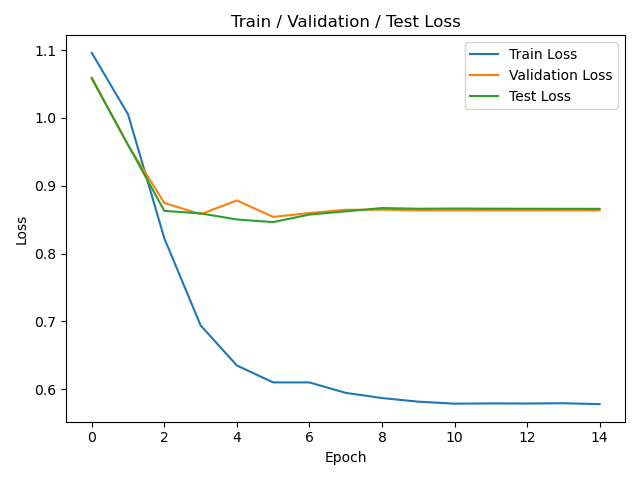 Train / Validation / Test Loss
Train Loss
Validation Loss
Test Loss
Loss
1.1
1.0
0.9
0.8
0.7
0.6
0 2 4 6 8 10 12 14
Epoch